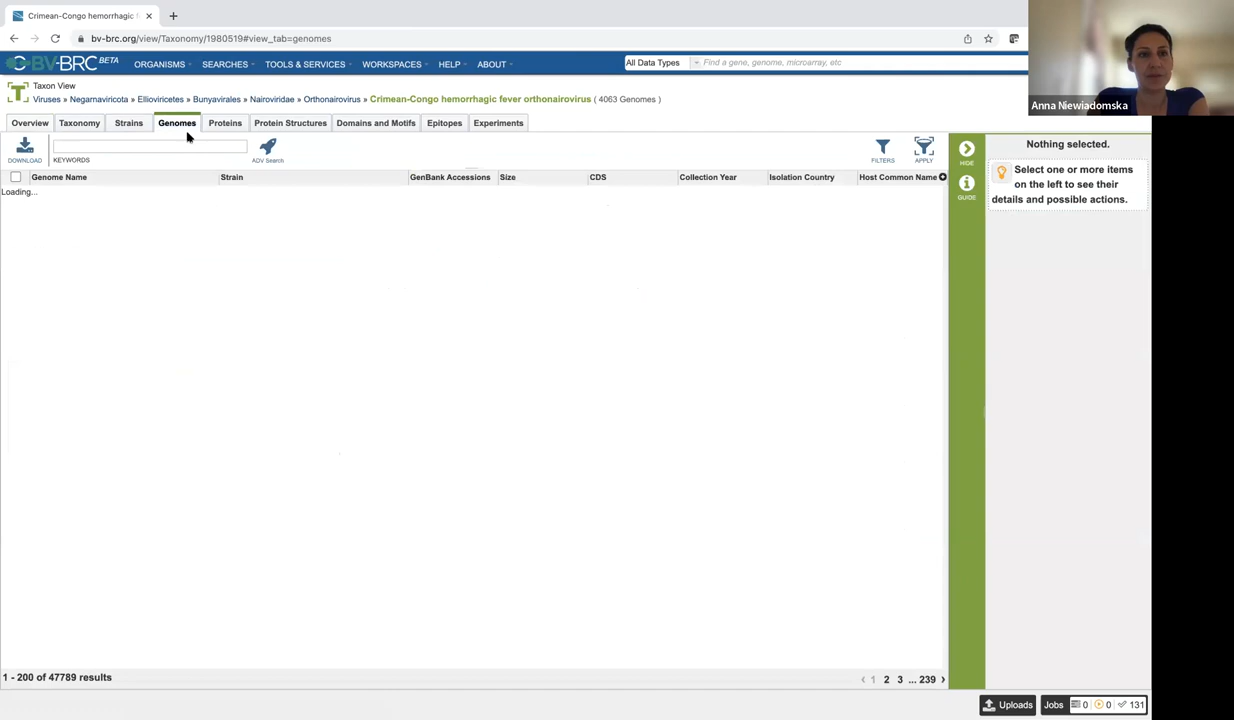 Crimean-Congo hemorrhagic
bv-brc.org/view/Taxonomy/1980519#view_tab=genomes
BV-BRC BETA
ORGANISMS SEARCHES TOOLS & SERVICES WORKSPACES HELP ABOUT
All Data Types Find a gene, genome, microarray, etc
Anna Niewiadomska
Taxon View
Viruses » Negarnaviricota » Ellioviricetes » Bunyavirales » Nairoviridae » Orthonairovirus » Crimean-Congo hemorrhagic fever orthonairovirus ( 4063 Genomes )
Overview Taxonomy Strains Genomes Proteins Protein Structures Domains and Motifs Epitopes Experiments
DOWNLOAD KEYWORDS ADV Search FILTERS APPLY
HIDE
GUIDE
Nothing selected.
Select one or more items
on the left to see their
details and possible actions.
Genome Name Strain GenBank Accessions Size CDS Collection Year Isolation Country Host Common Name
Loading...
1 - 200 of 47789 results
1 2 3 ... 239
Uploads Jobs 0 0 131